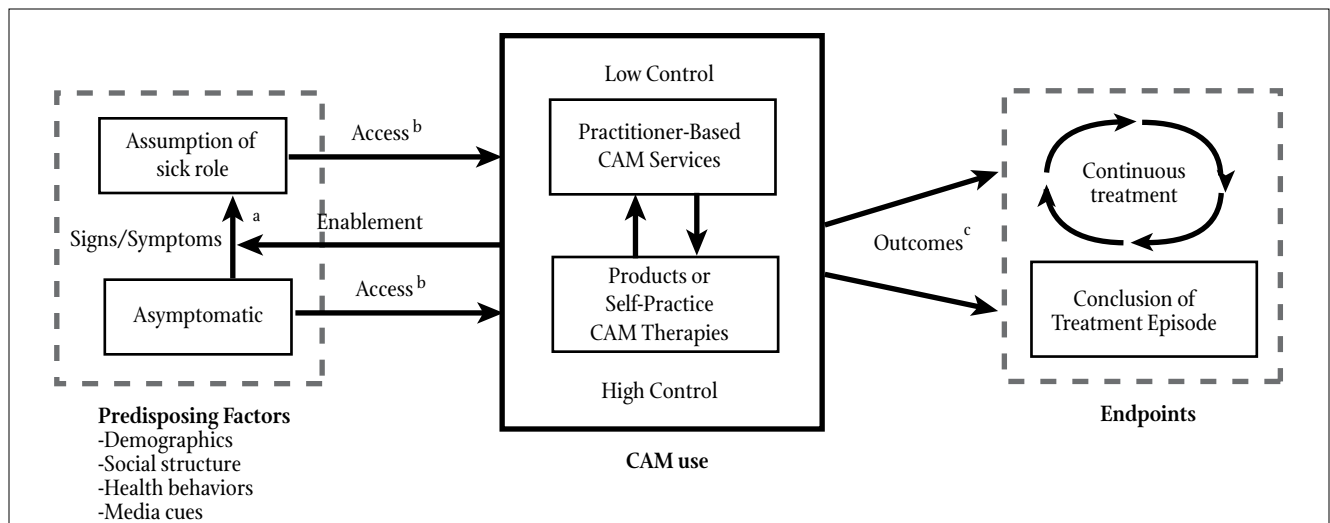 Assumption of
sick role
a
Signs/Symptoms
Asymptomatic
Predisposing Factors
-Demographics
-Social structure
-Health behaviors
-Media cues
Access b
Enablement
Access b
Low Control
Practitioner-Based
CAM Services
Products or
Self-Practice
CAM Therapies
High Control
CAM use
Outcomes c
Continuous
treatment
Conclusion of
Treatment Episode
Endpoints